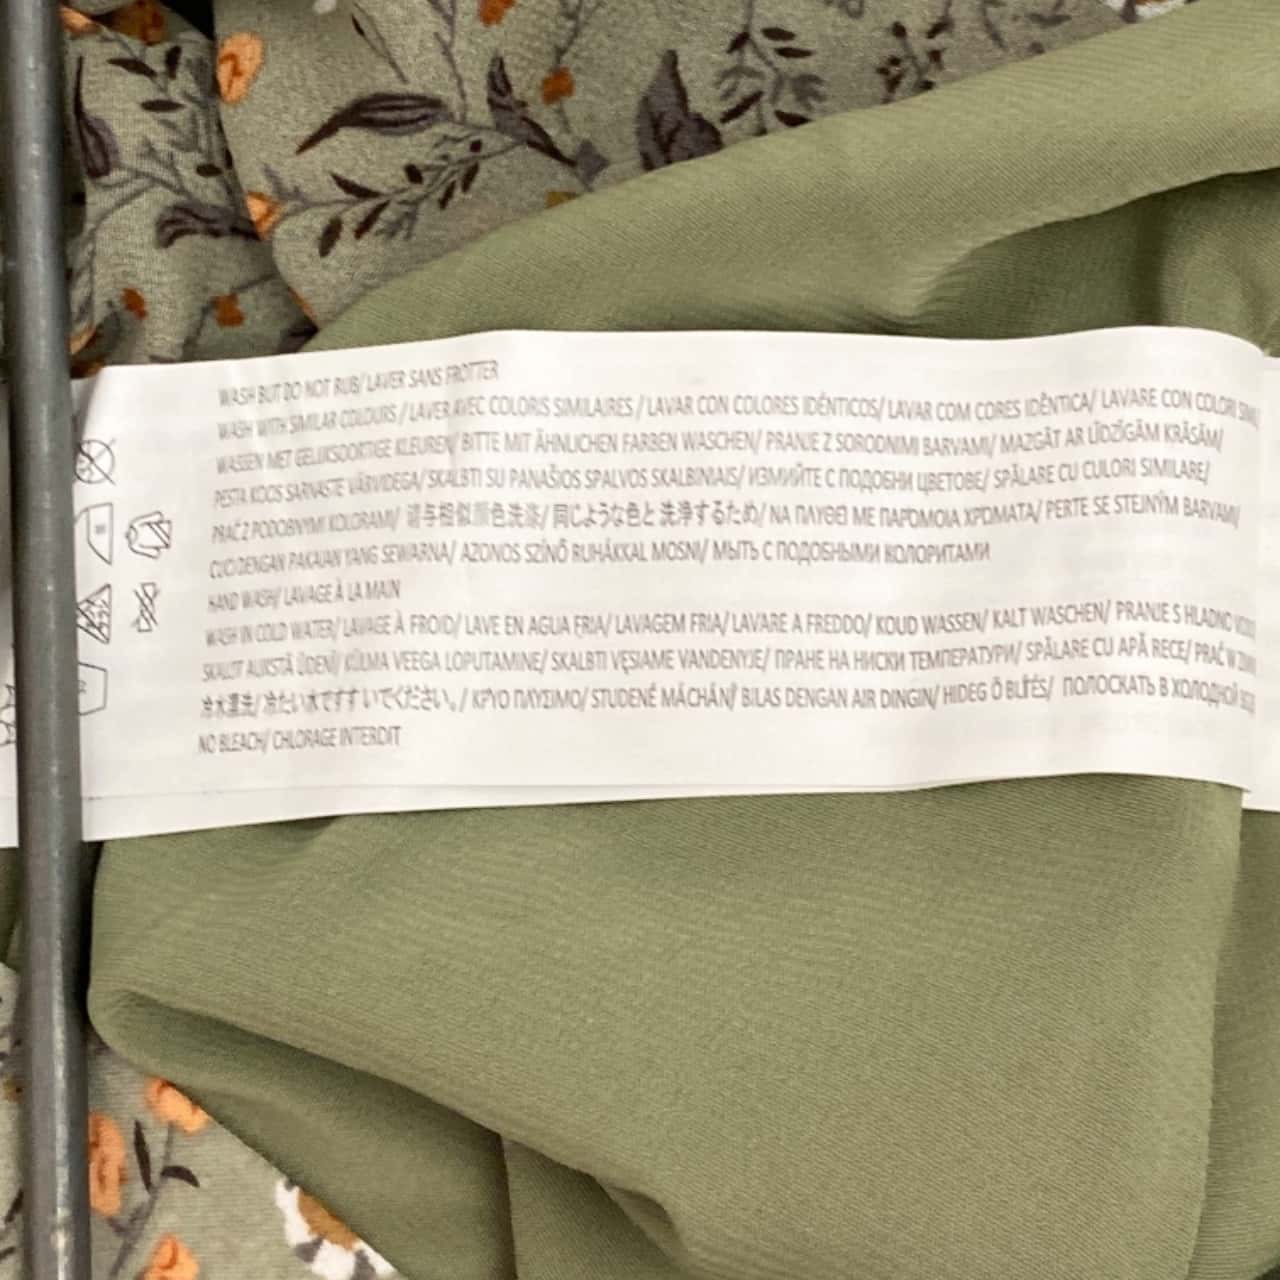 WASH BUT DO NOT RUB/ LAVER SANS FROTTER
WASH WITH SIMILAR COLOURS / LAVER AVEC COLORIS SIMILAIRES / LAVAR CON COLORES IDÉNTICOS/ LAVAR COM CORES IDÊNTICA/ LAVARE CON COLORI
WASSEN MET GELIJKSOORTIGE KLEUREN/ BITTE MIT ÄHNLICHEN FARBEN WASCHEN/ PRANJE Z SORODNIMI BARVAMI/ MAZGĀT AR LĪDZĪGĀM KRĀSĀM/
PESTA KOOS SARNASTE VÄRVIDEGA/ SKALBTI SU PANAŠIOS SPALVOS SKALBINIAIS/ ИЗМИЙТЕ С ПОДОБНИ ЦВЕТОВЕ/ SPĂLARE CU CULORI SIMILARE/
PRAĆ Z PODOBNYMI KOLORAMI/ 请与相似颜色洗涤/ 同じような色と洗浄するため/ ΝΑ ΠΛΥΘΕΙ ΜΕ ΠΑΡΟΜΟΙΑ ΧΡΩΜΑΤΑ/ PERTE SE STEJNÝM BARVAMI/
CUCI DENGAN PAKAIAN YANG SEWARNA/ AZONOS SZÍNŐ RUHÁKKAL MOSNI/ МЫТЬ С ПОДОБНЫМИ КОЛОРИТАМИ
HAND WASH/ LAVAGE À LA MAIN
WASH IN COLD WATER/ LAVAGE À FROID/ LAVE EN AGUA FRIA/ LAVAGEM FRIA/ LAVARE A FREDDO/ KOUD WASSEN/ KALT WASCHEN/ PRANJE S HLADNO
SKALOT AUKSTĀ ŪDENĪ/ KÜLMA VEEGA LOPUTAMINE/ SKALBTI VĘSIAME VANDENYJE/ ПРАНЕ НА НИСКИ ТЕМПЕРАТУРИ/ SPĂLARE CU APĂ RECE/ PRAĆ W
冷水温洗/ 冷たい水ですすいでください。/ ΚΡΥΟ ΠΛΥΣΙΜΟ/ STUDENÉ MÁCHÁNÍ/ BILAS DENGAN AIR DINGIN/ HIDEG Ö BLÍTÉS/ ПОЛОСКАТЬ В ХОЛОДНОЙ
NO BLEACH/ CHLORAGE INTERDIT